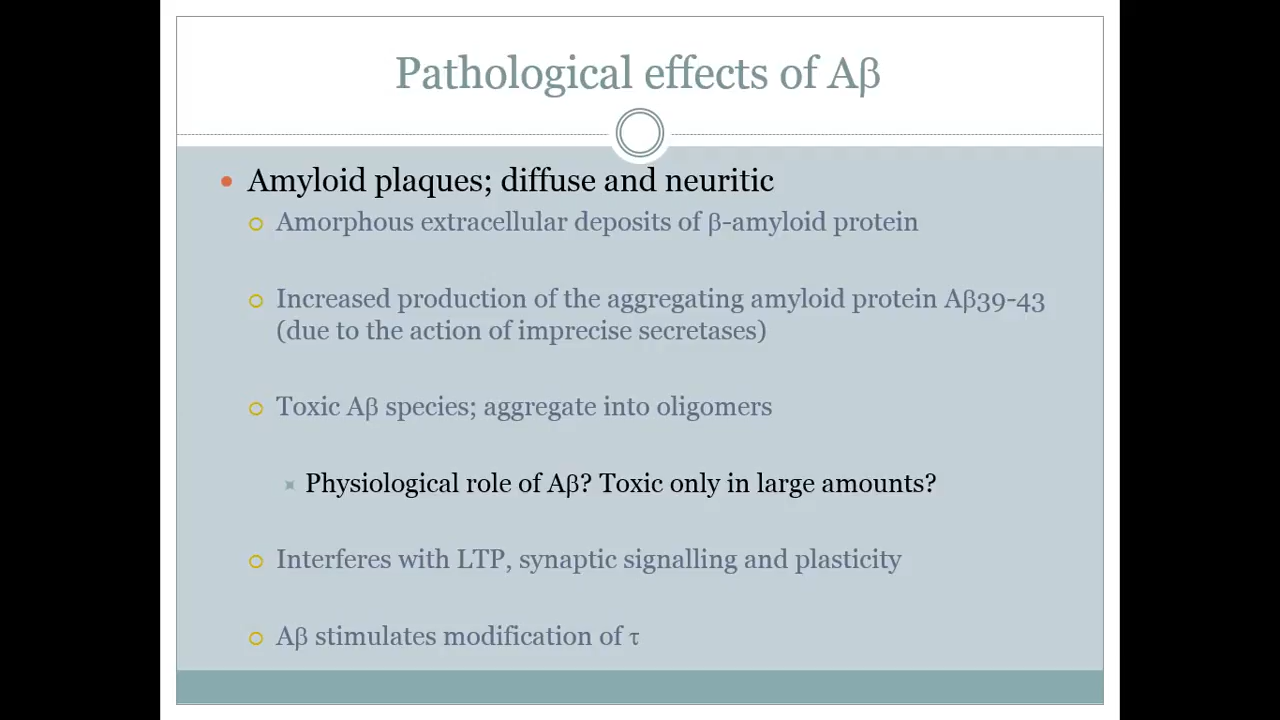 Pathological effects of Aβ
Amyloid plaques; diffuse and neuritic
Amorphous extracellular deposits of β-amyloid protein
Increased production of the aggregating amyloid protein Aβ39-43
(due to the action of imprecise secretases)
Toxic Aβ species; aggregate into oligomers
Physiological role of Aβ? Toxic only in large amounts?
Interferes with LTP, synaptic signalling and plasticity
Aβ stimulates modification of τ